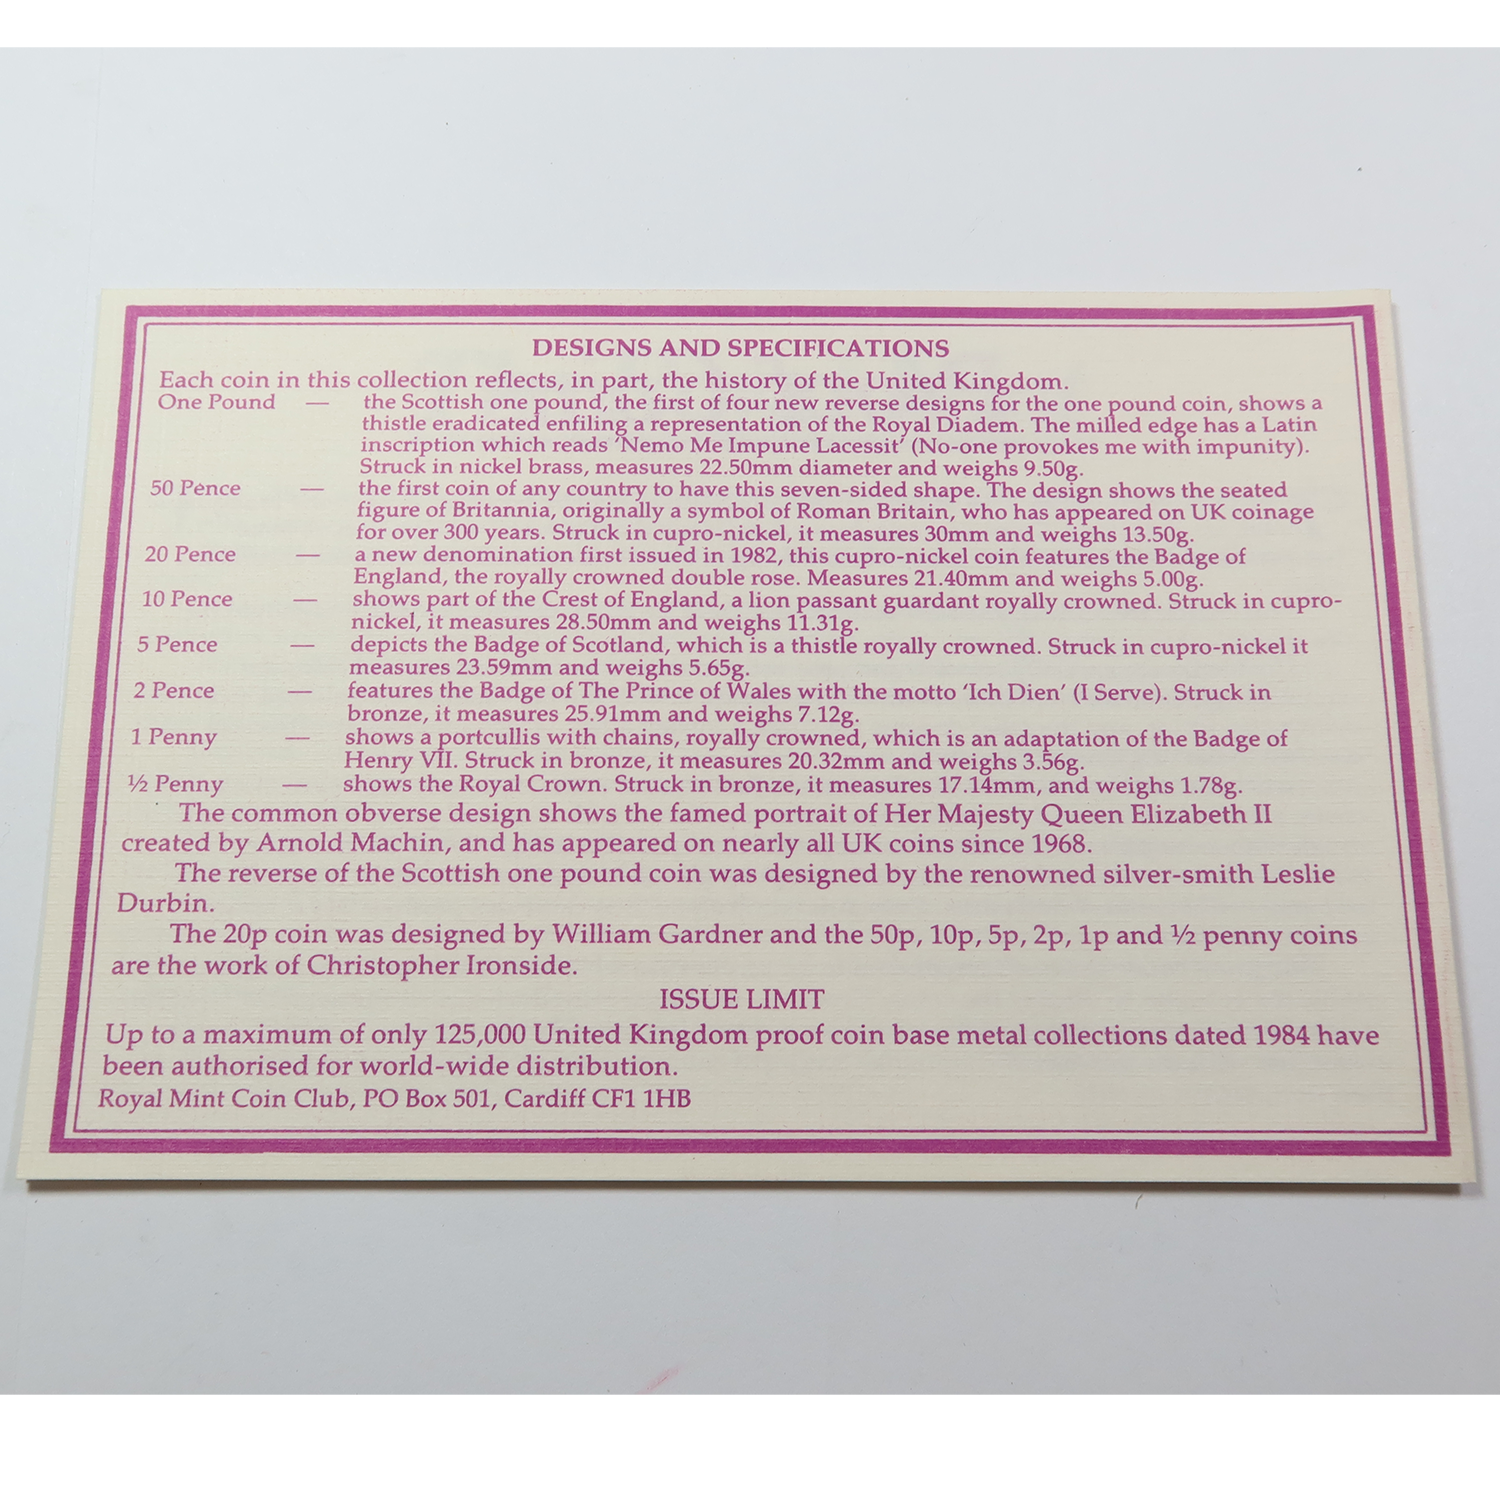 DESIGNS AND SPECIFICATIONS
Each coin in this collection reflects, in part, the history of the United Kingdom.
One Pound — the Scottish one pound, the first of four new reverse designs for the one pound coin, shows a
thistle eradicated enfiling a representation of the Royal Diadem. The milled edge has a Latin
inscription which reads 'Nemo Me Impune Lacessit' (No-one provokes me with impunity).
Struck in nickel brass, measures 22.50mm diameter and weighs 9.50g.
50 Pence — the first coin of any country to have this seven-sided shape. The design shows the seated
figure of Britannia, originally a symbol of Roman Britain, who has appeared on UK coinage
for over 300 years. Struck in cupro-nickel, it measures 30mm and weighs 13.50g.
20 Pence — a new denomination first issued in 1982, this cupro-nickel coin features the Badge of
England, the royally crowned double rose. Measures 21.40mm and weighs 5.00g.
10 Pence — shows part of the Crest of England, a lion passant guardant royally crowned. Struck in cupro-
nickel, it measures 28.50mm and weighs 11.31g.
5 Pence — depicts the Badge of Scotland, which is a thistle royally crowned. Struck in cupro-nickel it
measures 23.59mm and weighs 5.65g.
2 Pence — features the Badge of The Prince of Wales with the motto 'Ich Dien' (I Serve). Struck in
bronze, it measures 25.91mm and weighs 7.12g.
1 Penny — shows a portcullis with chains, royally crowned, which is an adaptation of the Badge of
Henry VII. Struck in bronze, it measures 20.32mm and weighs 3.56g.
½ Penny — shows the Royal Crown. Struck in bronze, it measures 17.14mm, and weighs 1.78g.
The common obverse design shows the famed portrait of Her Majesty Queen Elizabeth II
created by Arnold Machin, and has appeared on nearly all UK coins since 1968.
The reverse of the Scottish one pound coin was designed by the renowned silver-smith Leslie
Durbin.
The 20p coin was designed by William Gardner and the 50p, 10p, 5p, 2p, 1p and ½ penny coins
are the work of Christopher Ironside.
ISSUE LIMIT
Up to a maximum of only 125,000 United Kingdom proof coin base metal collections dated 1984 have
been authorised for world-wide distribution.
Royal Mint Coin Club, PO Box 501, Cardiff CF1 1HB